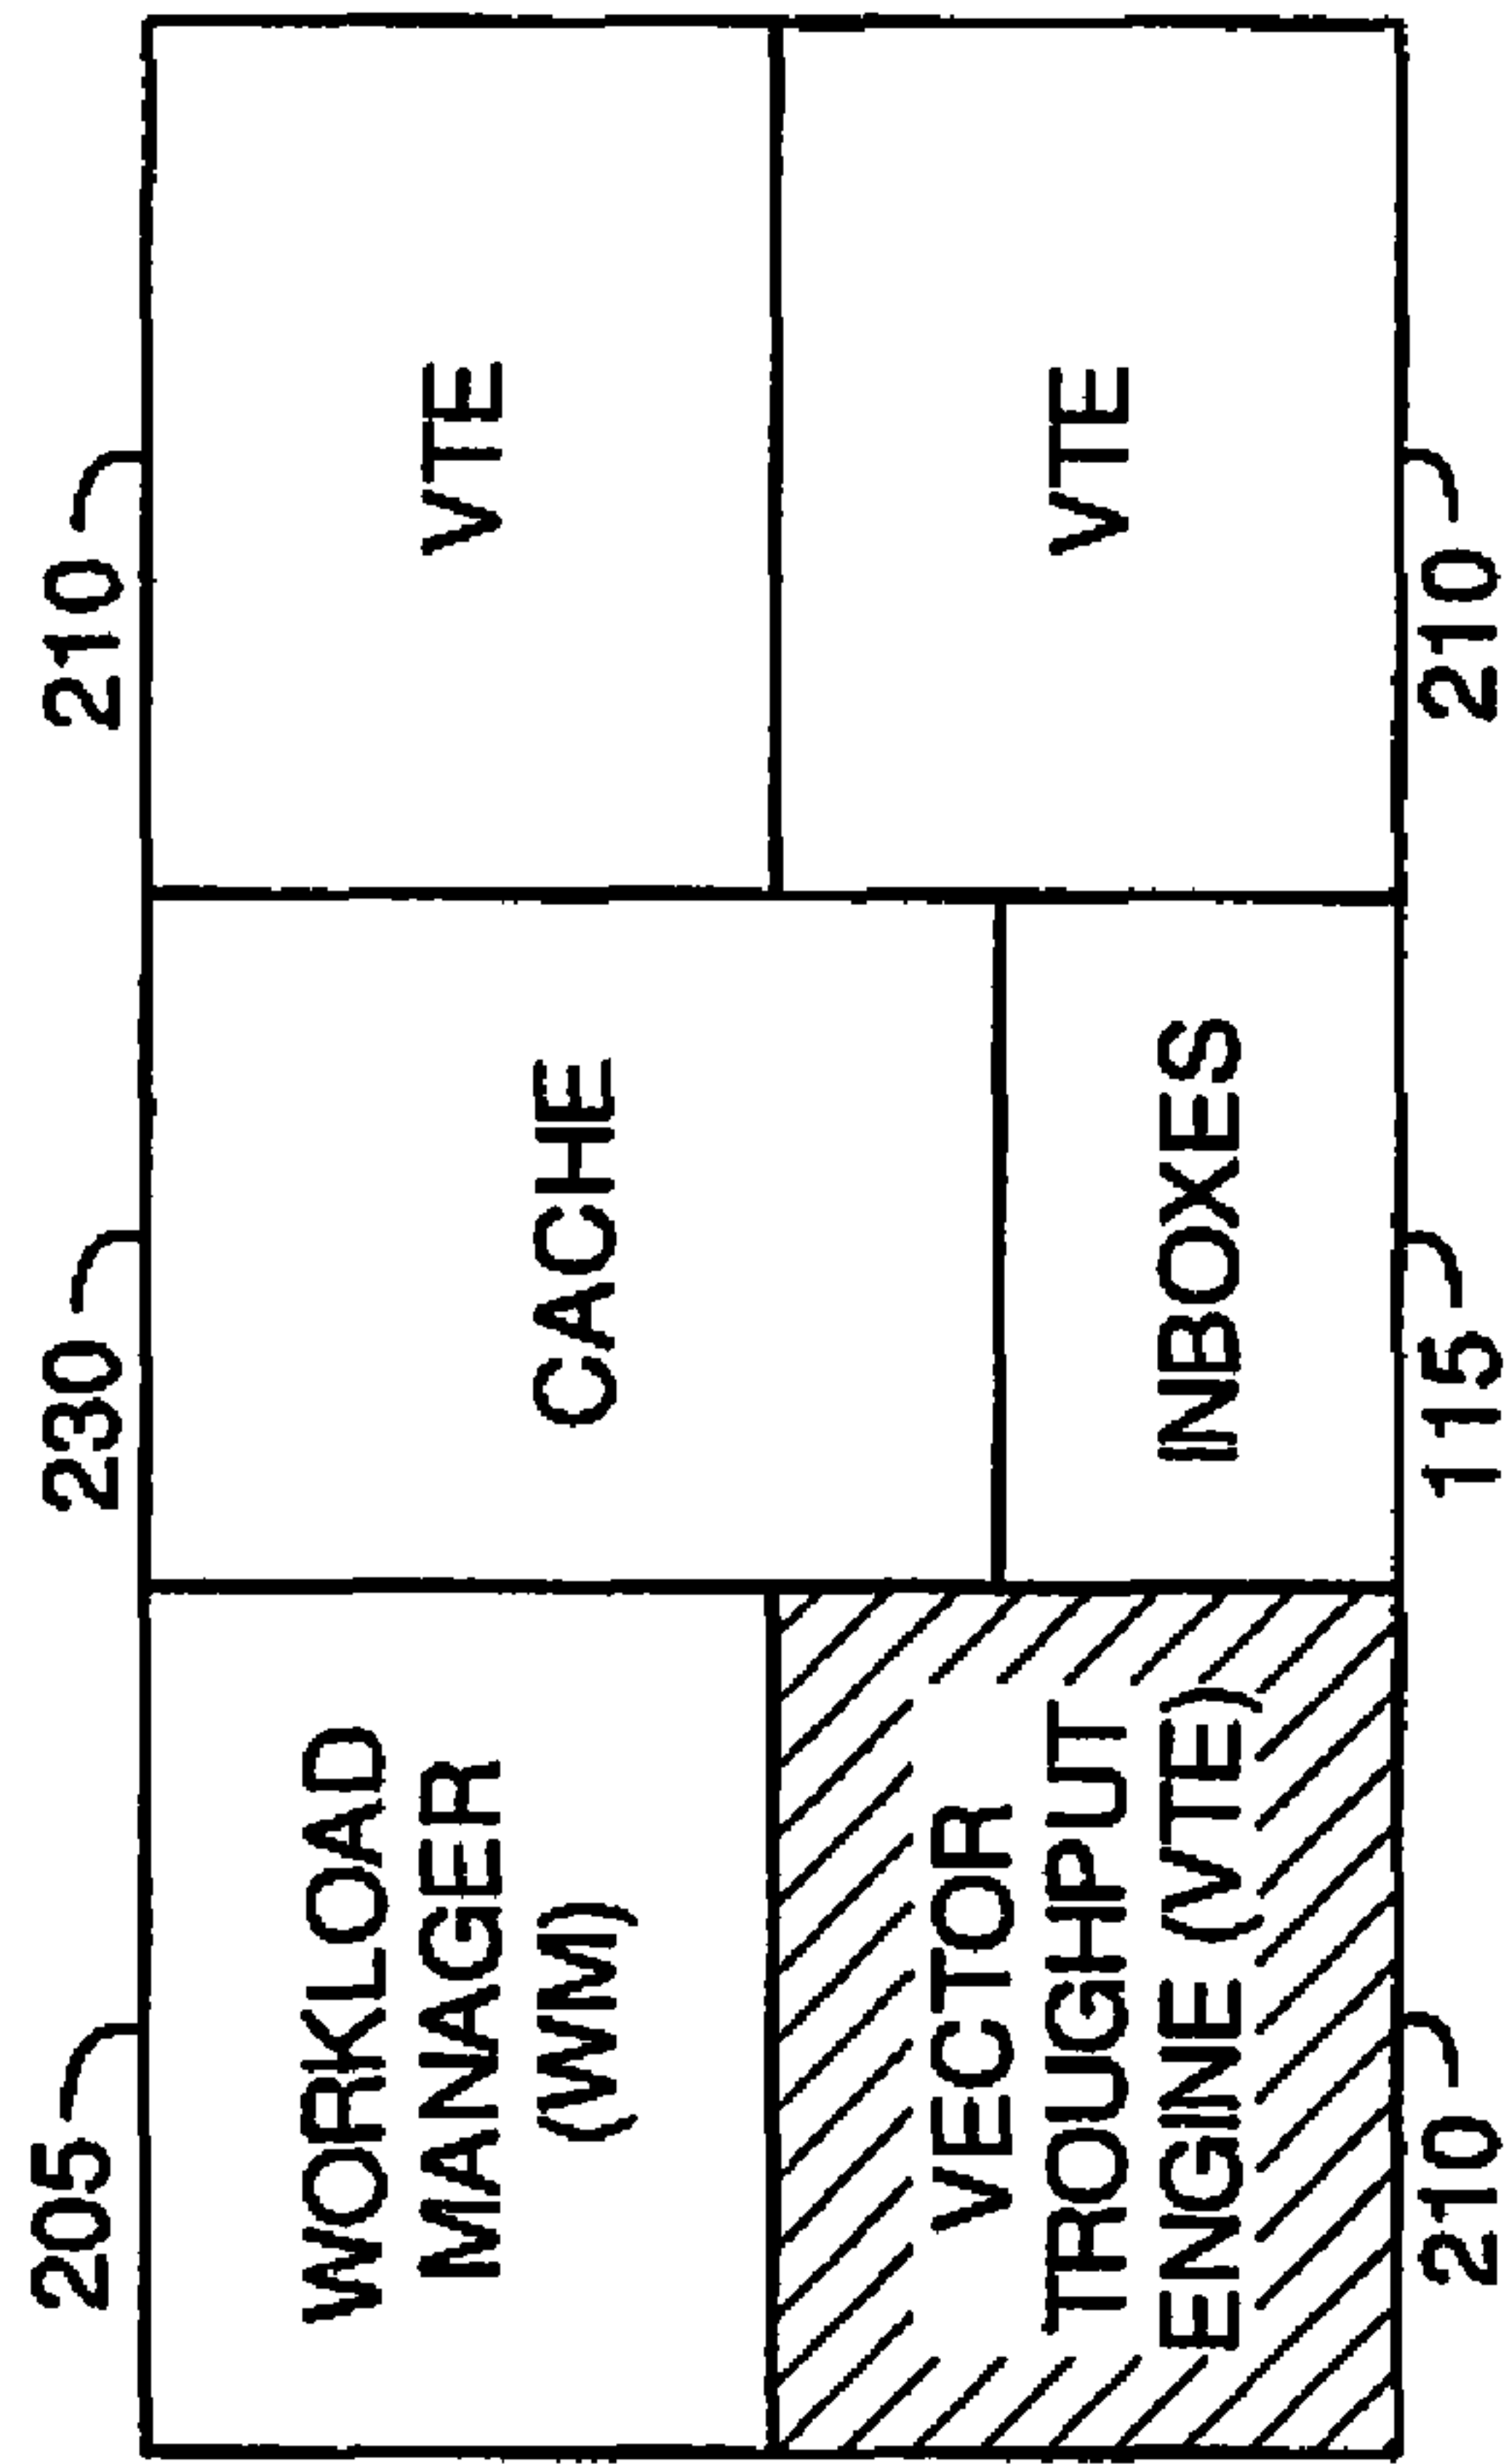 205
230
210
WORKLOAD
MANAGER
(WM)
CACHE
VTE
VECTOR
TROUGHPUT
ENGINE (VTE)
INBOXES
VTE
210
115
210